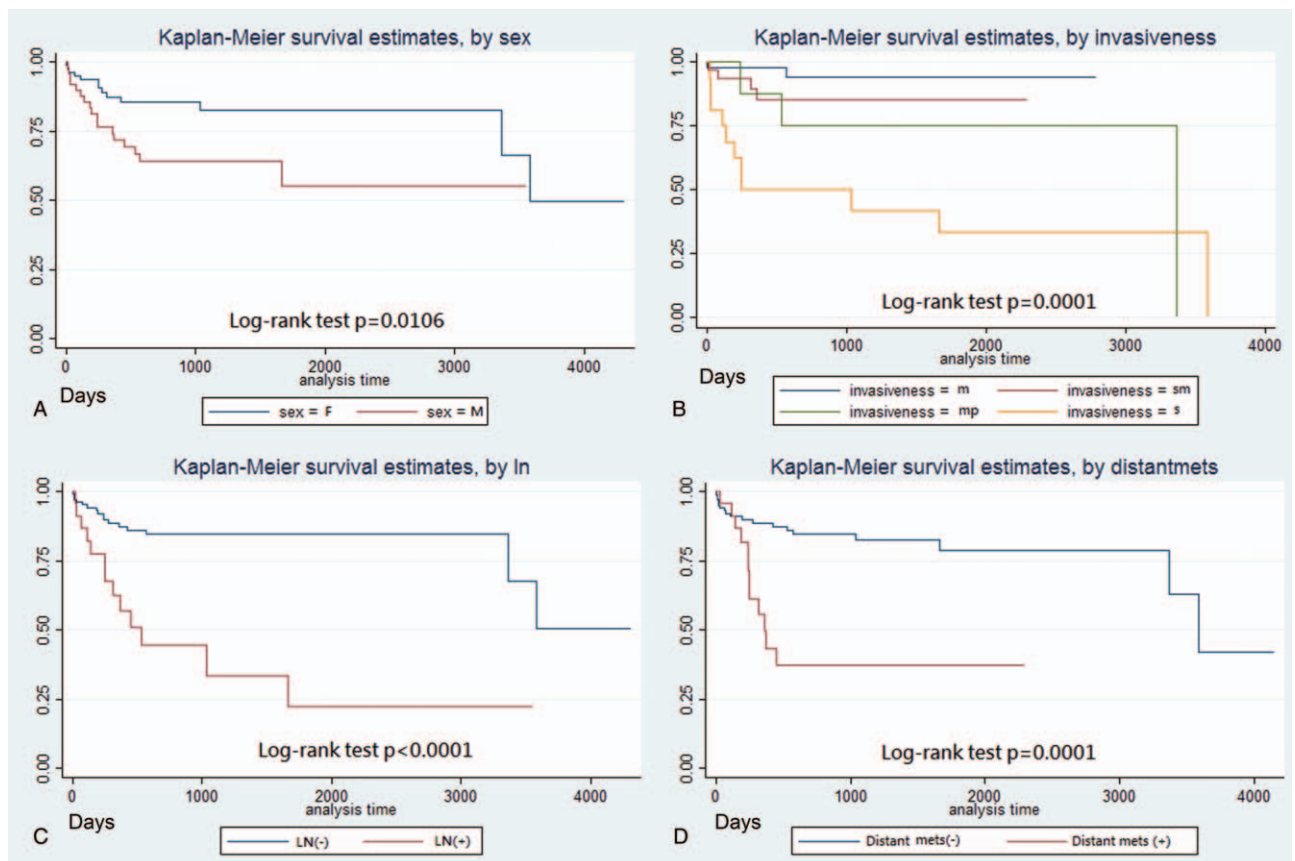 Kaplan-Meier survival estimates, by sex
1.00
0.75
0.50
0.25
0.00
Log-rank test p=0.0106
0 1000 2000 3000 4000
analysis time
Days
A
sex = F sex = M
Kaplan-Meier survival estimates, by invasiveness
1.00
0.75
0.50
0.25
0.00
Log-rank test p=0.0001
0 1000 2000 3000 4000
analysis time
Days
B
invasiveness = m invasiveness = sm
invasiveness = mp invasiveness = s
Kaplan-Meier survival estimates, by ln
1.00
0.75
0.50
0.25
0.00
Log-rank test p<0.0001
0 1000 2000 3000 4000
analysis time
Days
C
LN(-) LN(+)
Kaplan-Meier survival estimates, by distantmets
1.00
0.75
0.50
0.25
0.00
Log-rank test p=0.0001
0 1000 2000 3000 4000
analysis time
Days
D
Distant mets(-) Distant mets (+)